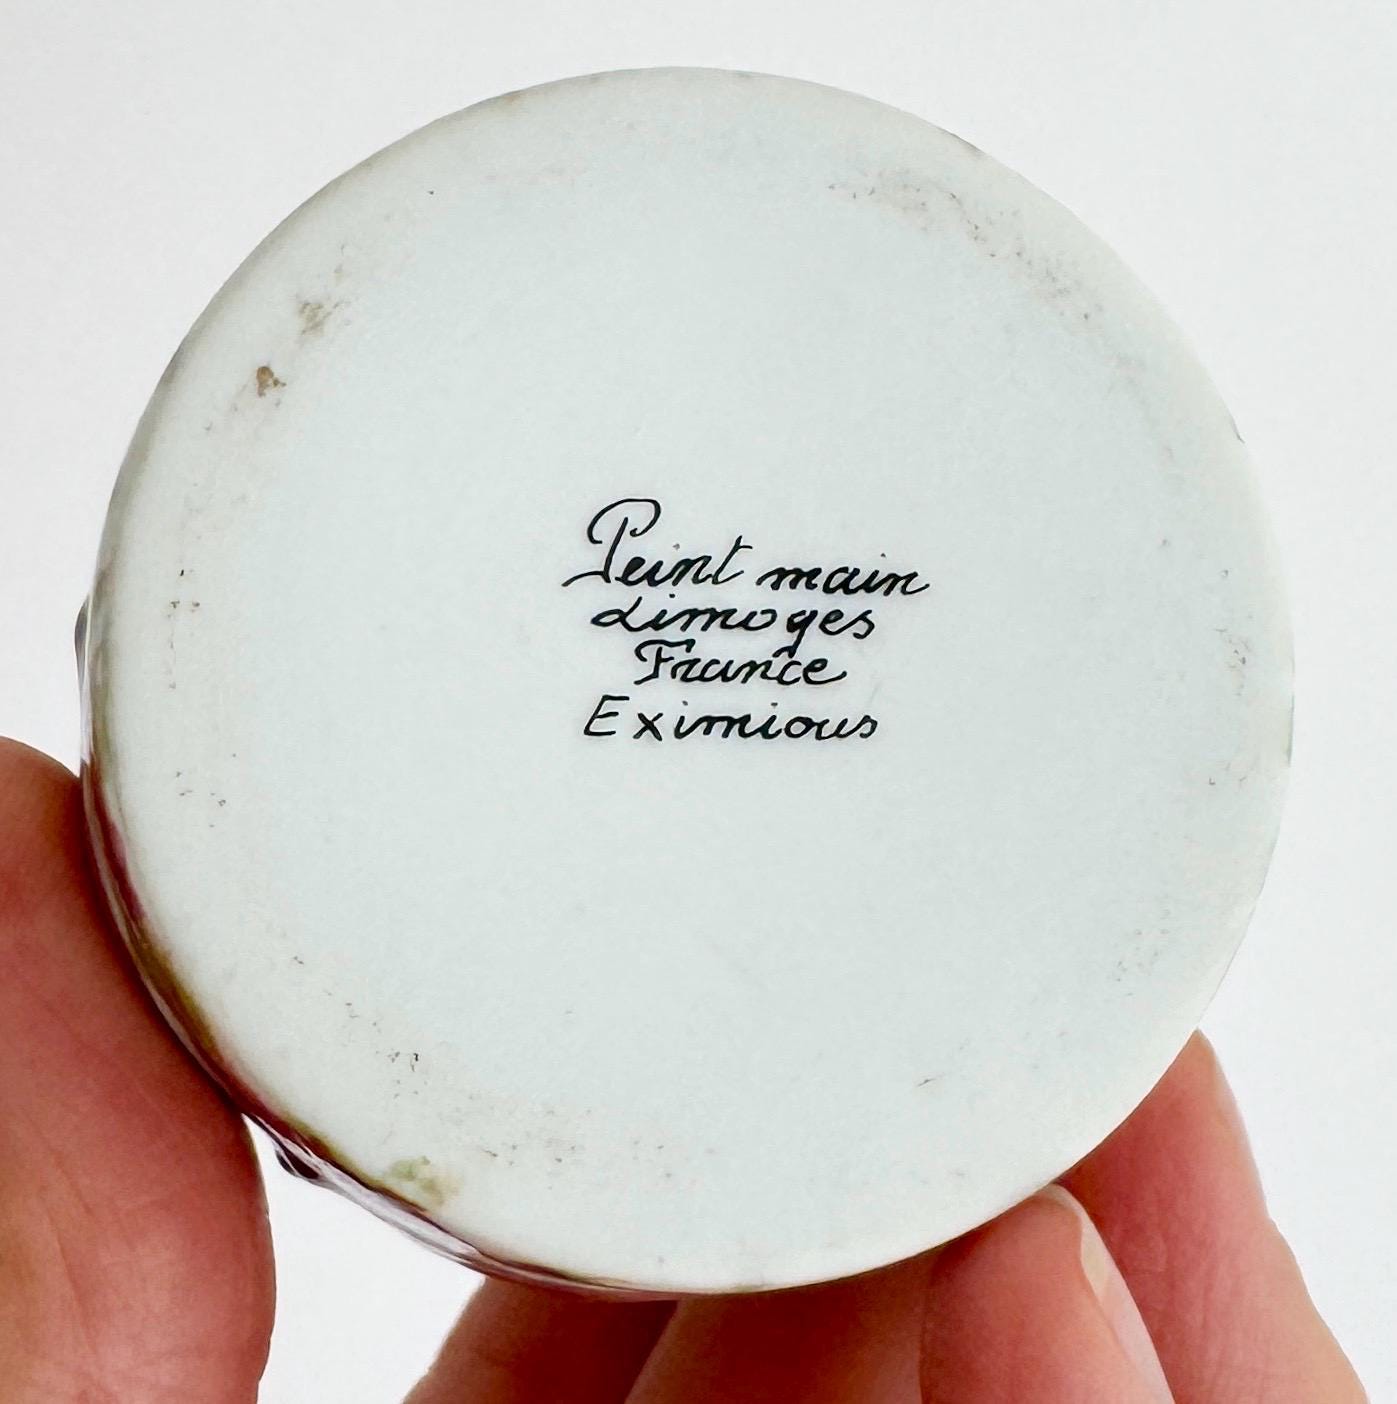 Peint main
Limoges
France
Eximious